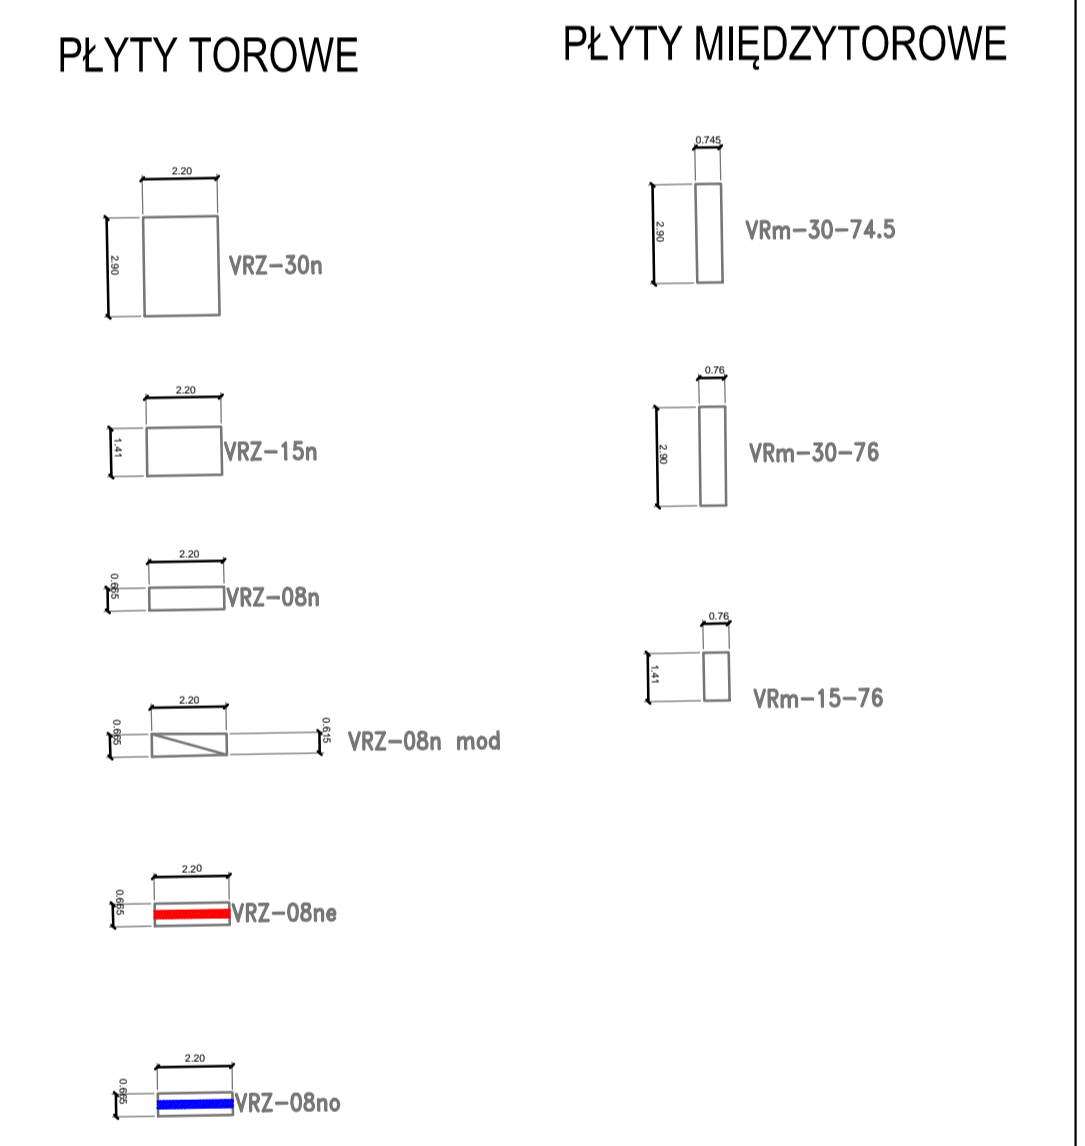 PŁYTY TOROWE
2.20
2.90
VRZ-30n
2.20
1.41
VRZ-15n
2.20
0.665
VRZ-08n
2.20
0.665
0.615
VRZ-08n mod
2.20
0.665
VRZ-08ne
2.20
0.665
VRZ-08no
PŁYTY MIĘDZYTOROWE
0.745
2.90
VRm-30-74.5
0.76
2.90
VRm-30-76
0.76
1.41
VRm-15-76